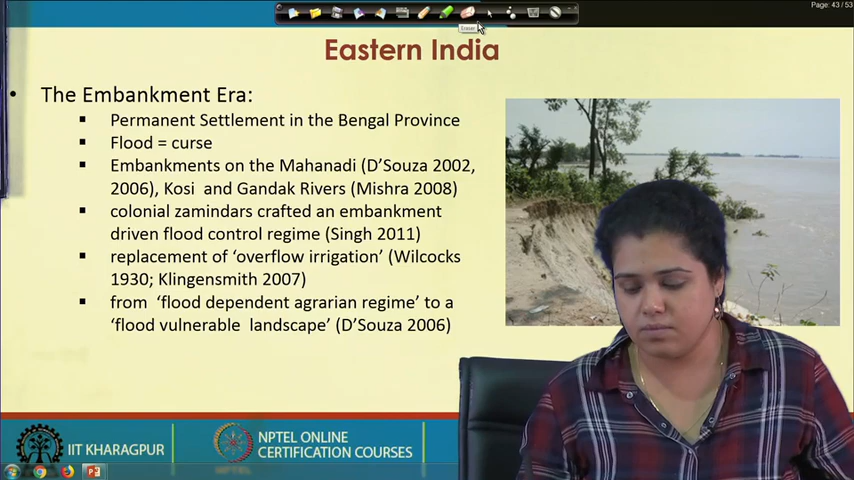 Page: 43 / 53
Eraser
Eastern India
• The Embankment Era:
▪ Permanent Settlement in the Bengal Province
▪ Flood = curse
▪ Embankments on the Mahanadi (D’Souza 2002,
2006), Kosi and Gandak Rivers (Mishra 2008)
▪ colonial zamindars crafted an embankment
driven flood control regime (Singh 2011)
▪ replacement of ‘overflow irrigation’ (Wilcocks
1930; Klingensmith 2007)
▪ from ‘flood dependent agrarian regime’ to a
‘flood vulnerable landscape’ (D’Souza 2006)
IIT KHARAGPUR
NPTEL ONLINE
CERTIFICATION COURSES
NPTEL